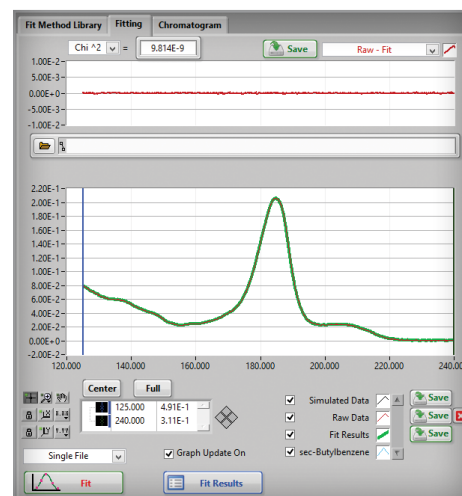 Fit Method Library Fitting Chromatogram
Chi ^2 = 9.814E-9 Save Raw - Fit
1.00E-2
5.00E-3
0.00E+0
-5.00E-3
-1.00E-2
2.20E-1
2.00E-1
1.80E-1
1.60E-1
1.40E-1
1.20E-1
1.00E-1
8.00E-2
6.00E-2
4.00E-2
2.00E-2
0.00E+0
-2.00E-2
120.000 140.000 160.000 180.000 200.000 220.000 240.0
Center Full
125.000 4.91E-1
240.000 3.11E-1
Simulated Data Save
Raw Data Save
Fit Results Save
sec-Butylbenzene
Single File Graph Update On
Fit Fit Results